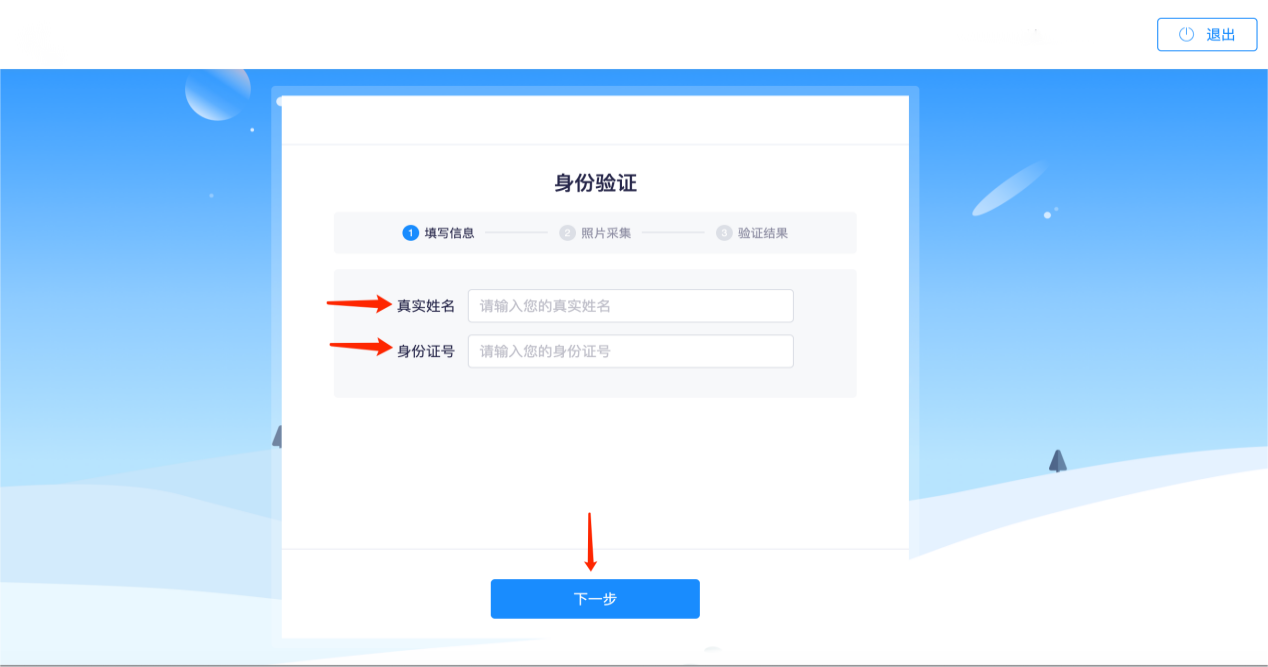 退出
身份验证
1 填写信息 2 照片采集 3 验证结果
真实姓名 请输入您的真实姓名
身份证号 请输入您的身份证号
下一步